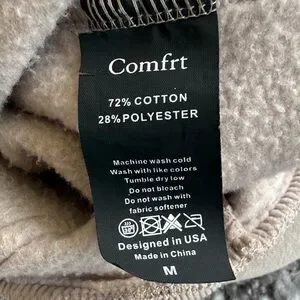 Comfrt
72% COTTON
28% POLYESTER
Machine wash cold
Wash with like colors
Tumble dry low
Do not bleach
Do not wash with
fabric softener
Designed in USA
Made in China
M